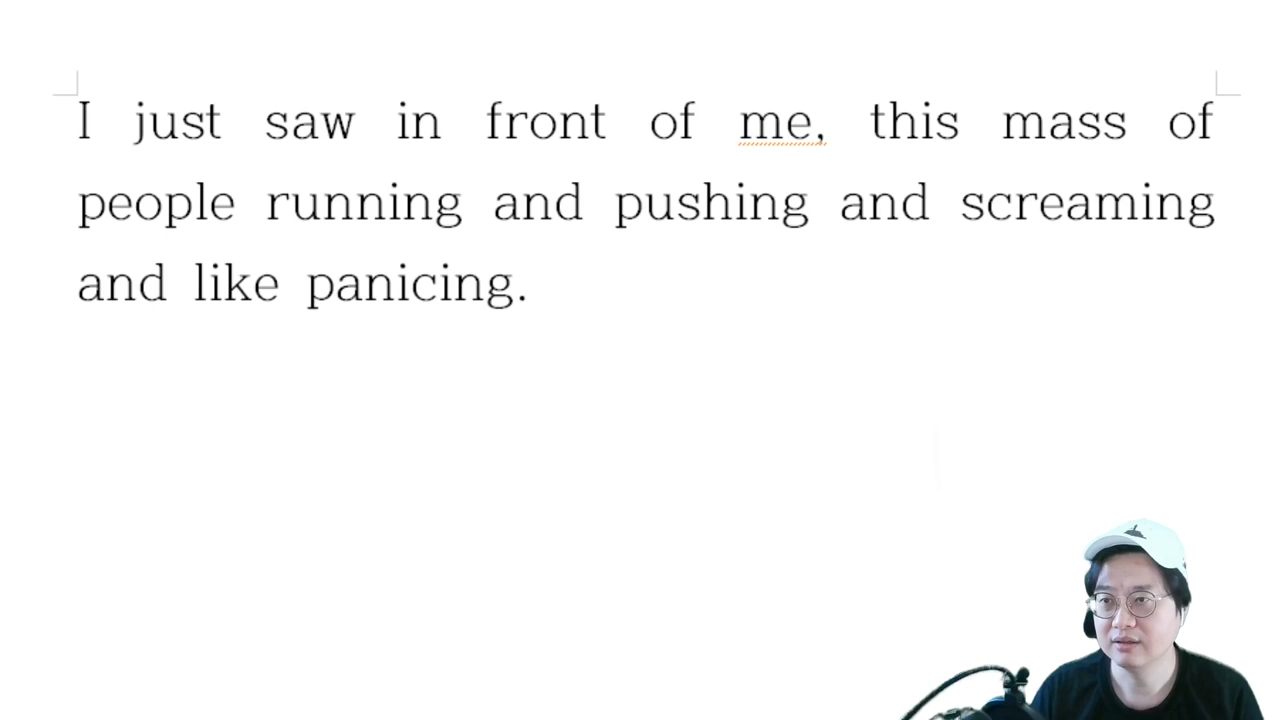 I just saw in front of me, this mass of
people running and pushing and screaming
and like panicing.